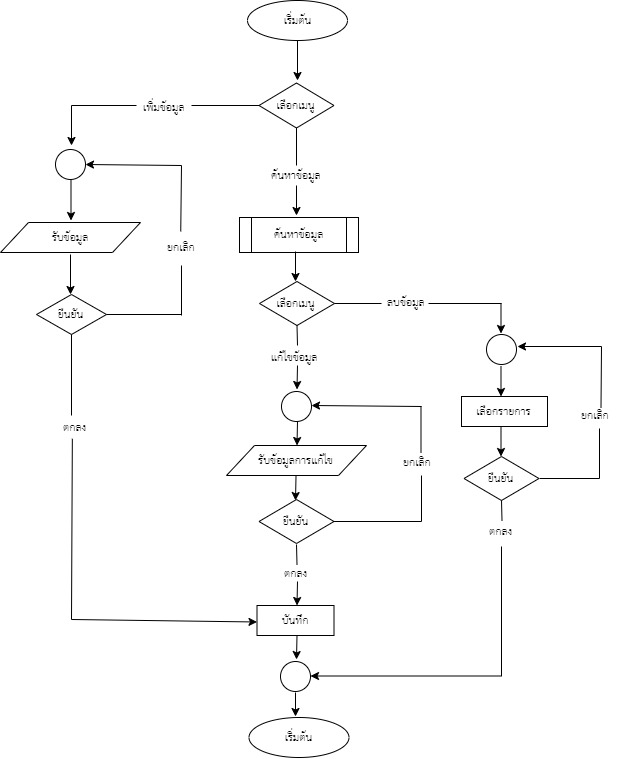 เริ่มต้น
เลือกเมนู
เพิ่มข้อมูล
ค้นหาข้อมูล
รับข้อมูล
ค้นหาข้อมูล
ยกเลิก
ยืนยัน
เลือกเมนู
ลบข้อมูล
แก้ไขข้อมูล
เลือกรายการ
ยกเลิก
ตกลง
รับข้อมูลการแก้ไข
ยกเลิก
ยืนยัน
ยืนยัน
ตกลง
ตกลง
บันทึก
เริ่มต้น